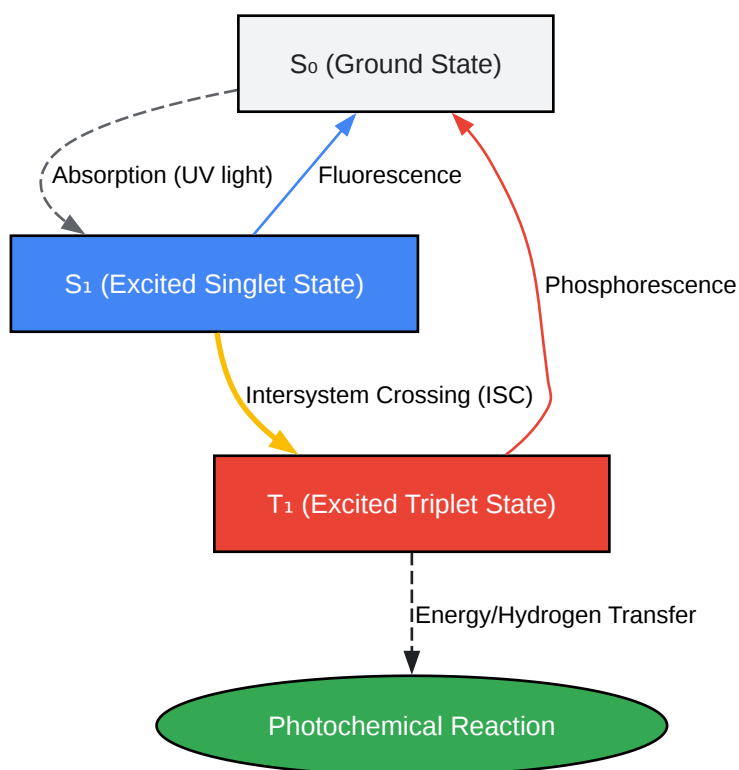 S₀ (Ground State)
Absorption (UV light)
Fluorescence
S₁ (Excited Singlet State)
Phosphorescence
Intersystem Crossing (ISC)
T₁ (Excited Triplet State)
Energy/Hydrogen Transfer
Photochemical Reaction